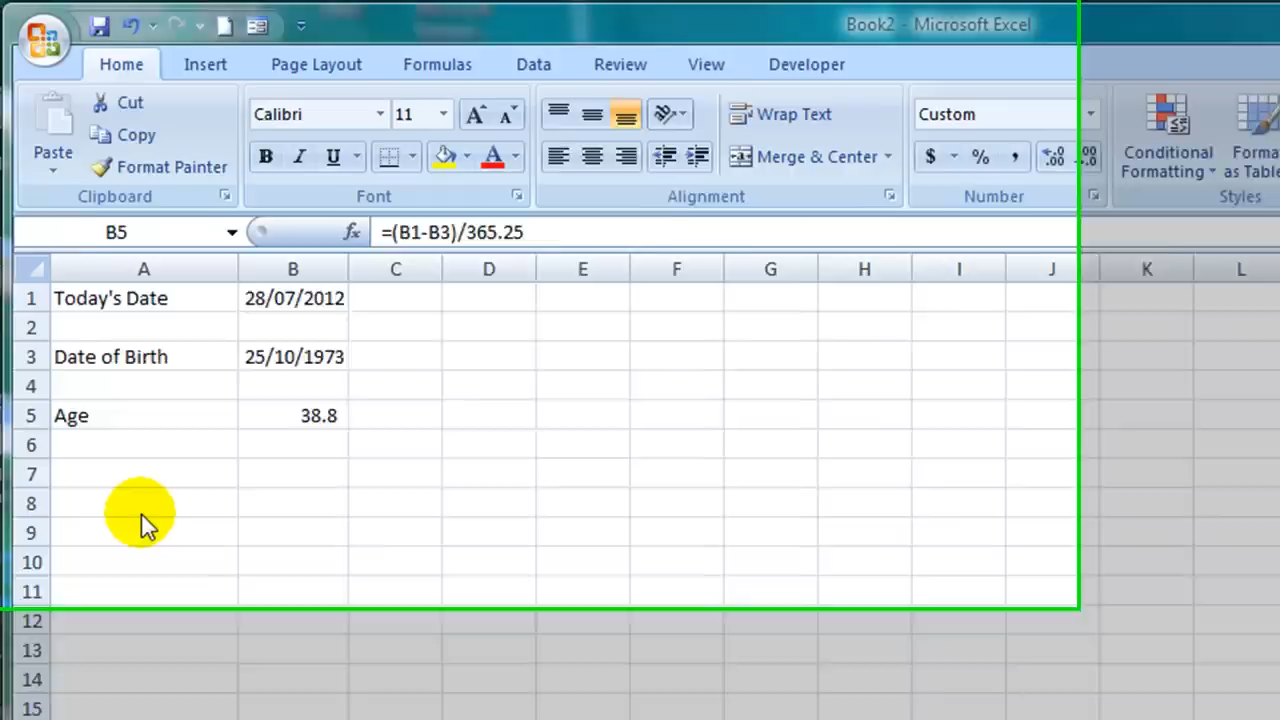 Book2 - Microsoft Excel
Home Insert Page Layout Formulas Data Review View Developer
Paste
Cut
Copy
Format Painter
Clipboard
Calibri 11 A A
B I U A
Font
Wrap Text
Merge & Center
Alignment
Custom
$ % , .00 .00
Number
Conditional
Formatting
Forma
as Table
Styles
B5 fx =(B1-B3)/365.25
A B C D E F G H I J K L
1 Today's Date 28/07/2012
2
3 Date of Birth 25/10/1973
4
5 Age 38.8
6
7
8
9
10
11
12
13
14
15